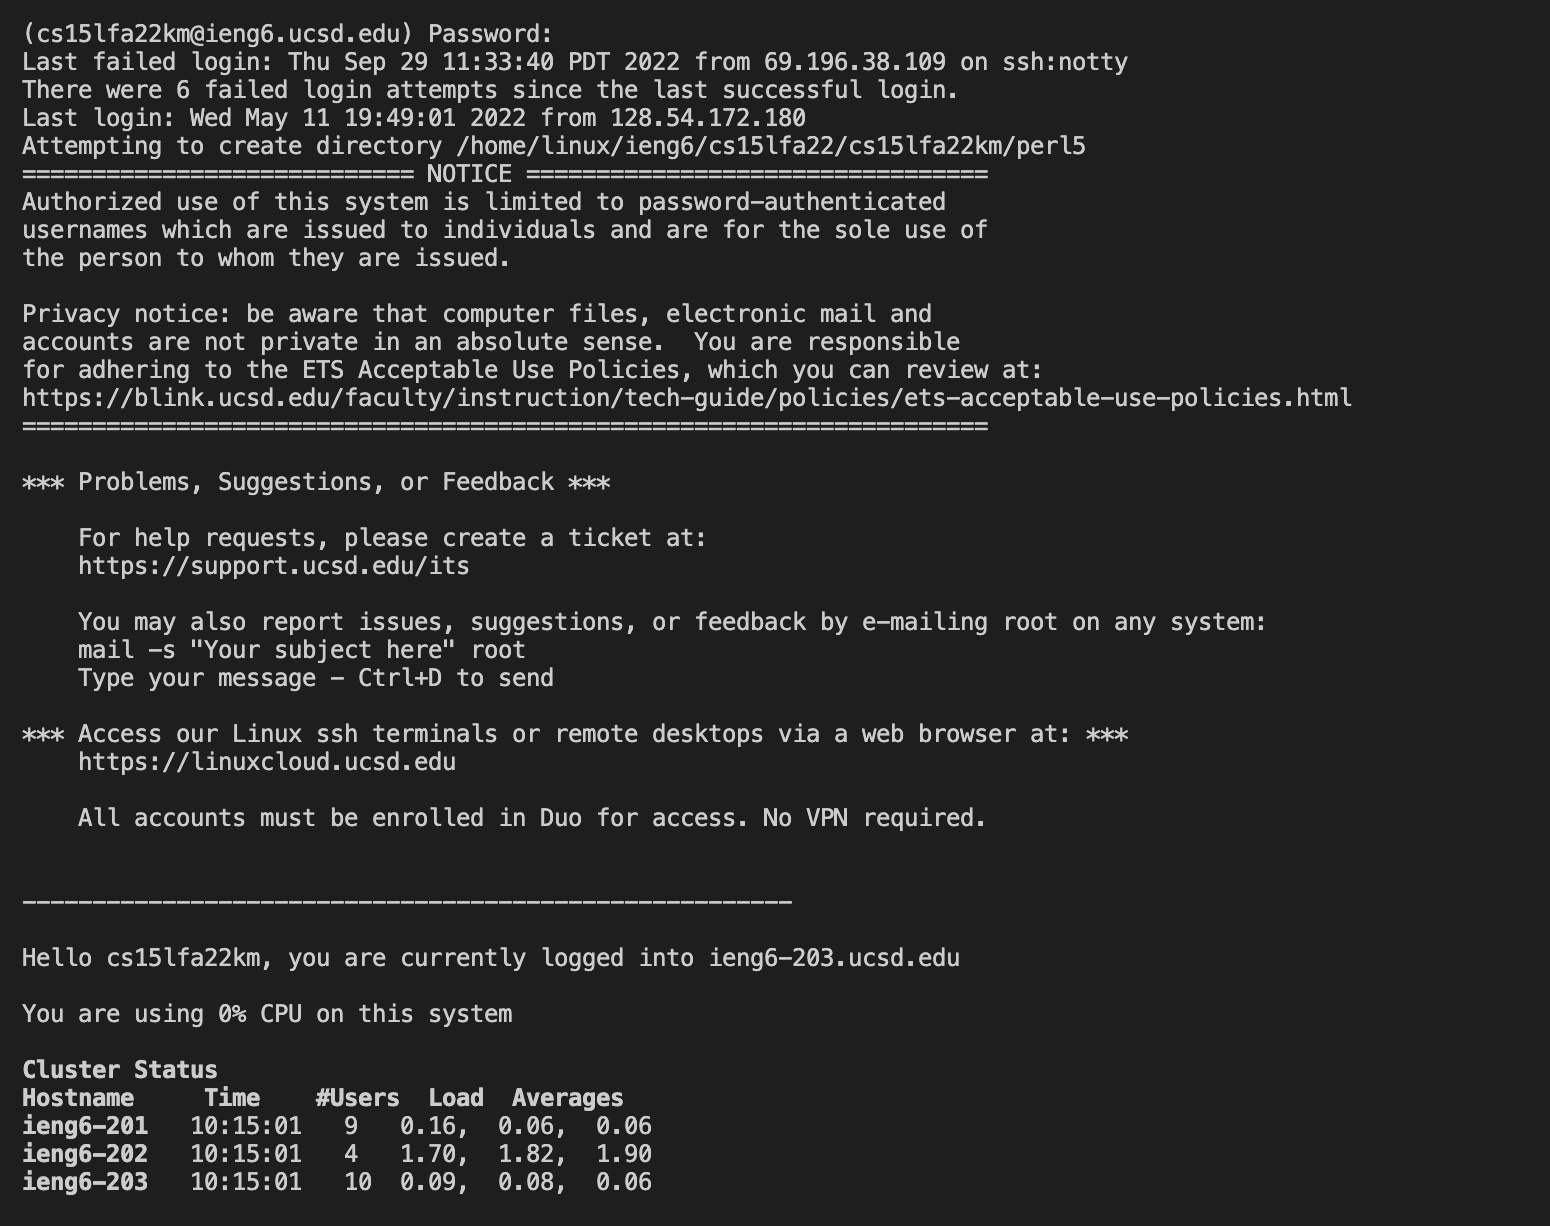 (cs15lfa22km@ieng6.ucsd.edu) Password:
Last failed login: Thu Sep 29 11:33:40 PDT 2022 from 69.196.38.109 on ssh:notty
There were 6 failed login attempts since the last successful login.
Last login: Wed May 11 19:49:01 2022 from 128.54.172.180
Attempting to create directory /home/linux/ieng6/cs15lfa22/cs15lfa22km/perl5
============================ NOTICE =================================
Authorized use of this system is limited to password-authenticated
usernames which are issued to individuals and are for the sole use of
the person to whom they are issued.

Privacy notice: be aware that computer files, electronic mail and
accounts are not private in an absolute sense.  You are responsible
for adhering to the ETS Acceptable Use Policies, which you can review at:
https://blink.ucsd.edu/faculty/instruction/tech-guide/policies/ets-acceptable-use-policies.html
=====================================================================

*** Problems, Suggestions, or Feedback ***

    For help requests, please create a ticket at:
    https://support.ucsd.edu/its

    You may also report issues, suggestions, or feedback by e-mailing root on any system:
    mail -s "Your subject here" root
    Type your message - Ctrl+D to send

*** Access our Linux ssh terminals or remote desktops via a web browser at: ***
    https://linuxcloud.ucsd.edu

    All accounts must be enrolled in Duo for access. No VPN required.

-------------------------------------------------------

Hello cs15lfa22km, you are currently logged into ieng6-203.ucsd.edu

You are using 0% CPU on this system

Cluster Status
Hostname     Time    #Users  Load  Averages
ieng6-201   10:15:01   9   0.16,  0.06,  0.06
ieng6-202   10:15:01   4   1.70,  1.82,  1.90
ieng6-203   10:15:01   10  0.09,  0.08,  0.06